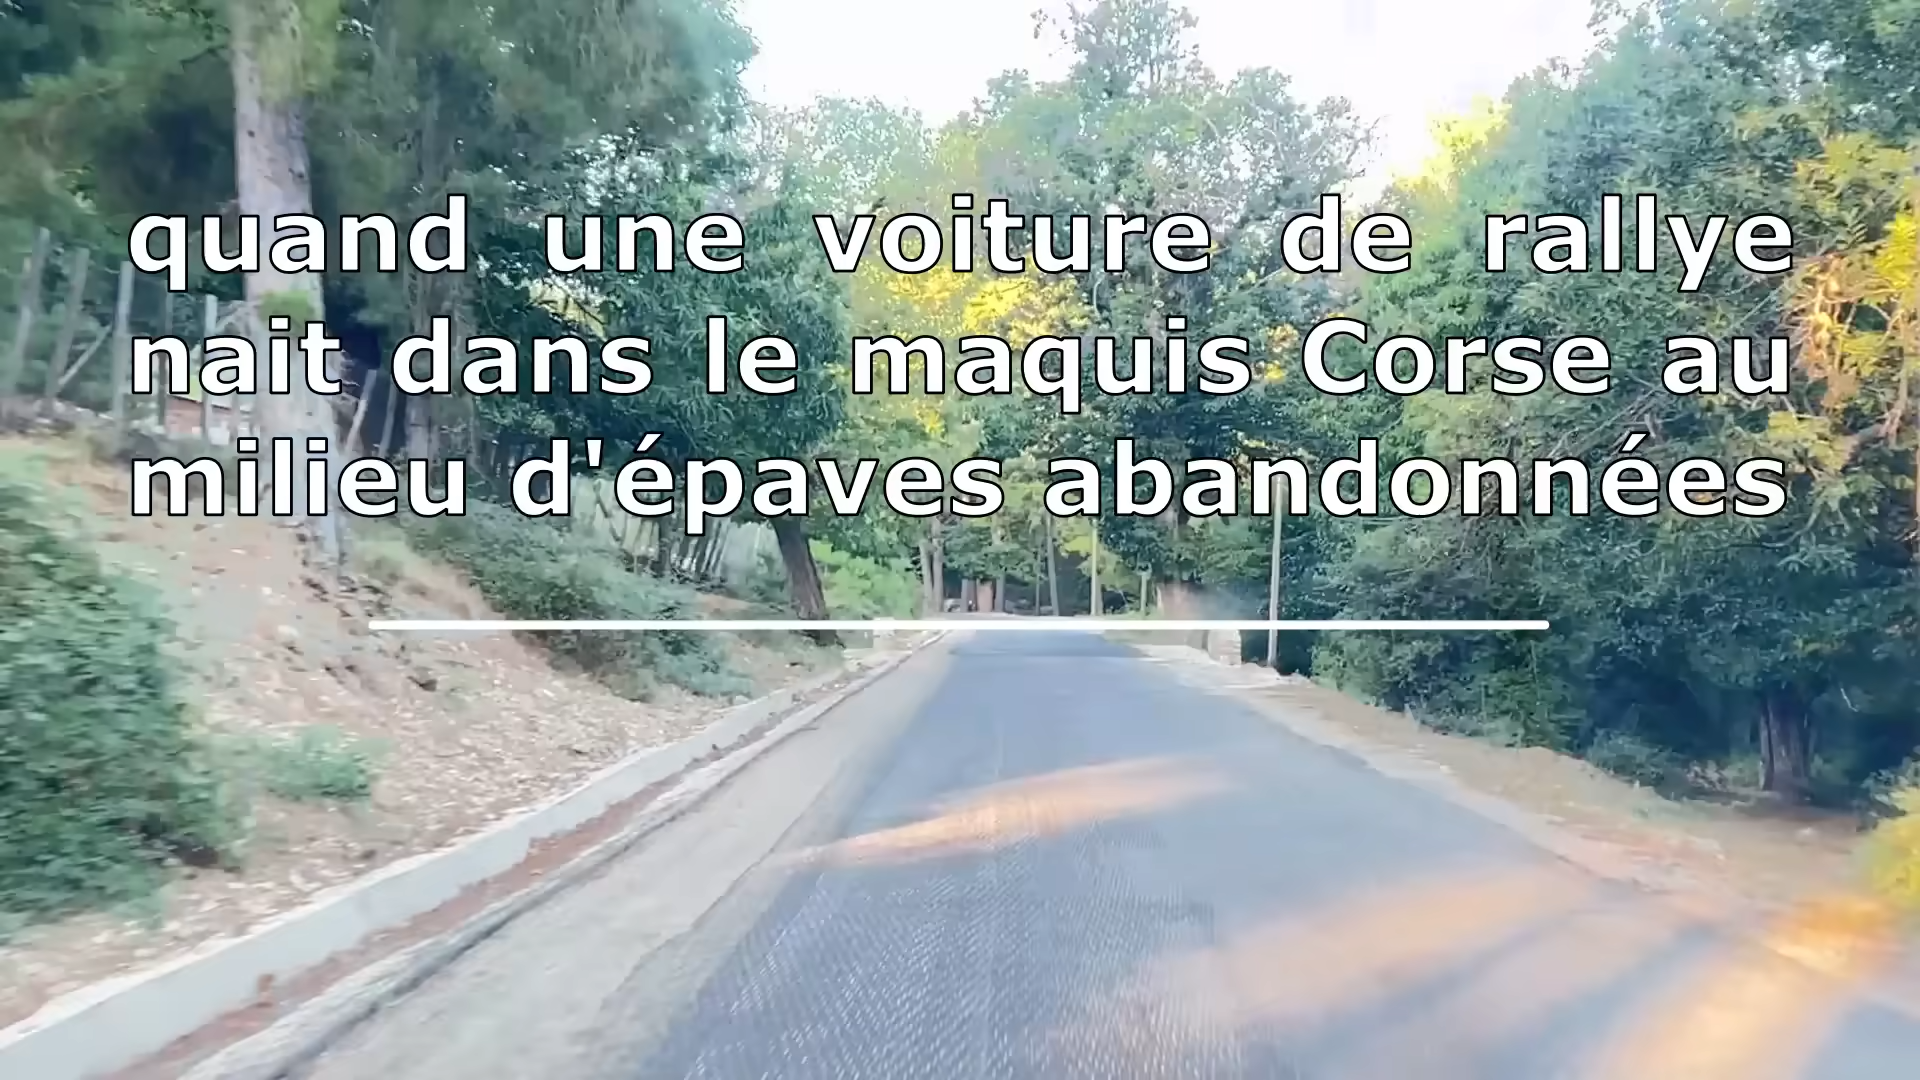 quand une voiture de rallye
nait dans le maquis Corse au
milieu d'épaves abandonnées